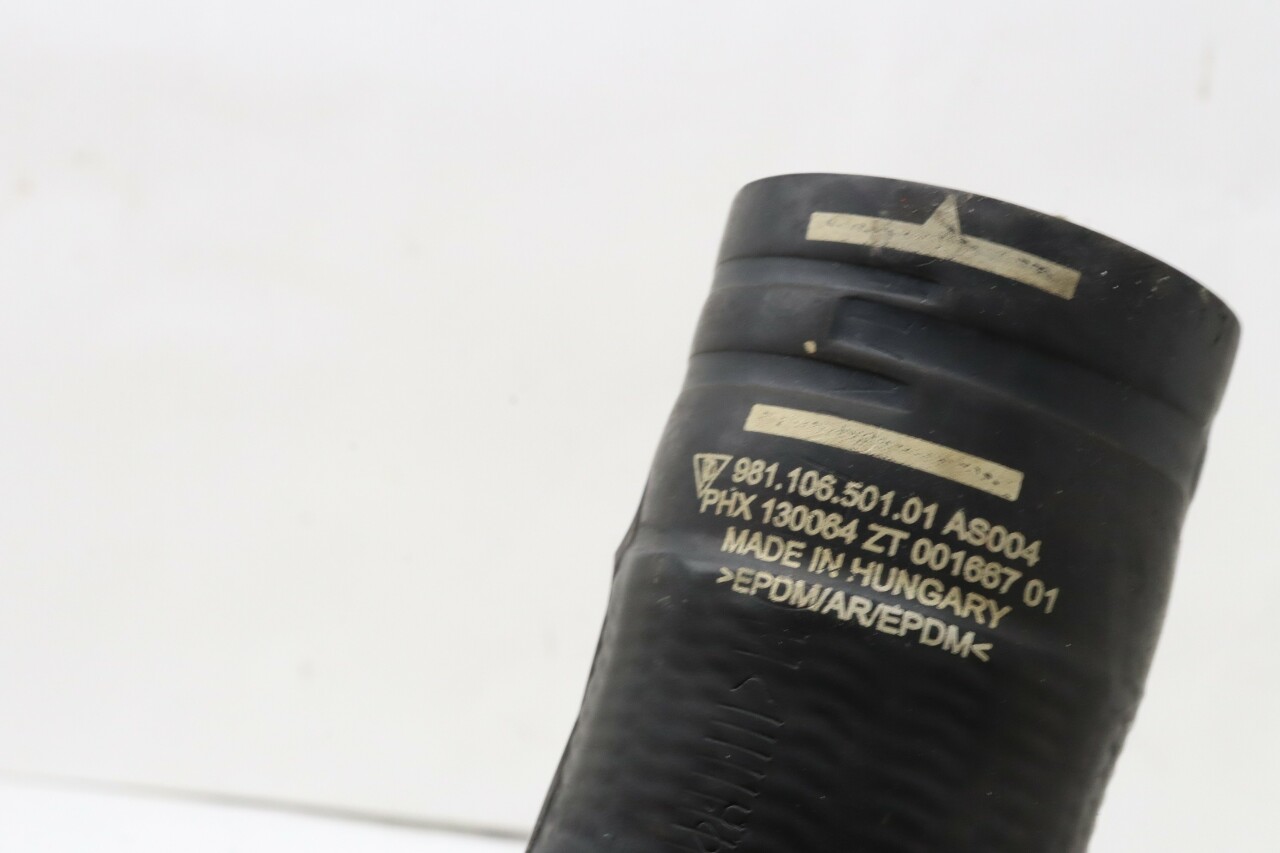 981.106.501.01 AS004
PHX 130064 ZT 001667 01
MADE IN HUNGARY
>EPDM/AR/EPDM<